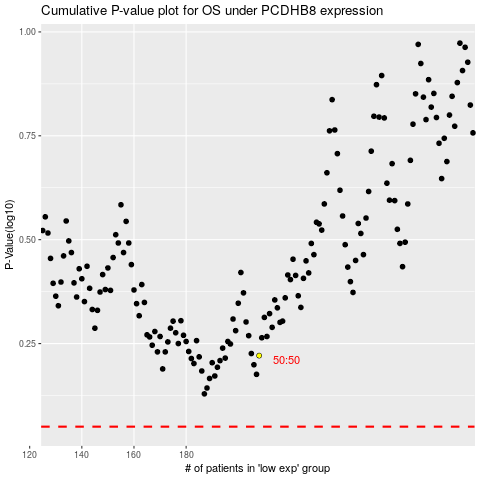 Cumulative P-value plot for OS under PCDHB8 expression
1.00
0.75
0.50
0.25
P-Value(log10)
50:50
120 140 160 180
# of patients in 'low exp' group